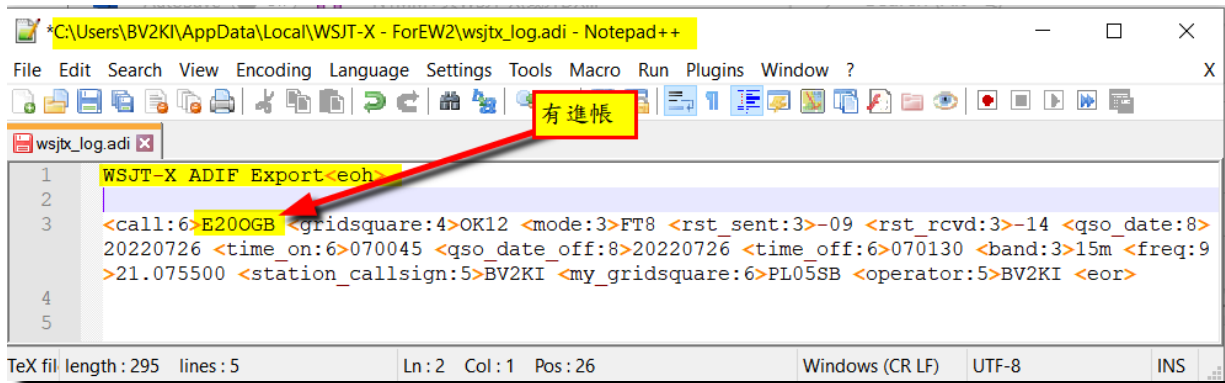 *C:\Users\BV2KI\AppData\Local\WSJT-X - ForEW2\wsjtx_log.adi - Notepad++
File Edit Search View Encoding Language Settings Tools Macro Run Plugins Window ? X
有進帳
wsjtx_log.adi
1 WSJT-X ADIF Export<eoh>
2
3 <call:6>E20OGB <gridsquare:4>OK12 <mode:3>FT8 <rst_sent:3>-09 <rst_rcvd:3>-14 <qso_date:8>
20220726 <time_on:6>070045 <qso_date_off:8>20220726 <time_off:6>070130 <band:3>15m <freq:9
>21.075500 <station_callsign:5>BV2KI <my_gridsquare:6>PL05SB <operator:5>BV2KI <eor>
4
5
TeX fil length : 295 lines : 5 Ln : 2 Col : 1 Pos : 26 Windows (CR LF) UTF-8 INS